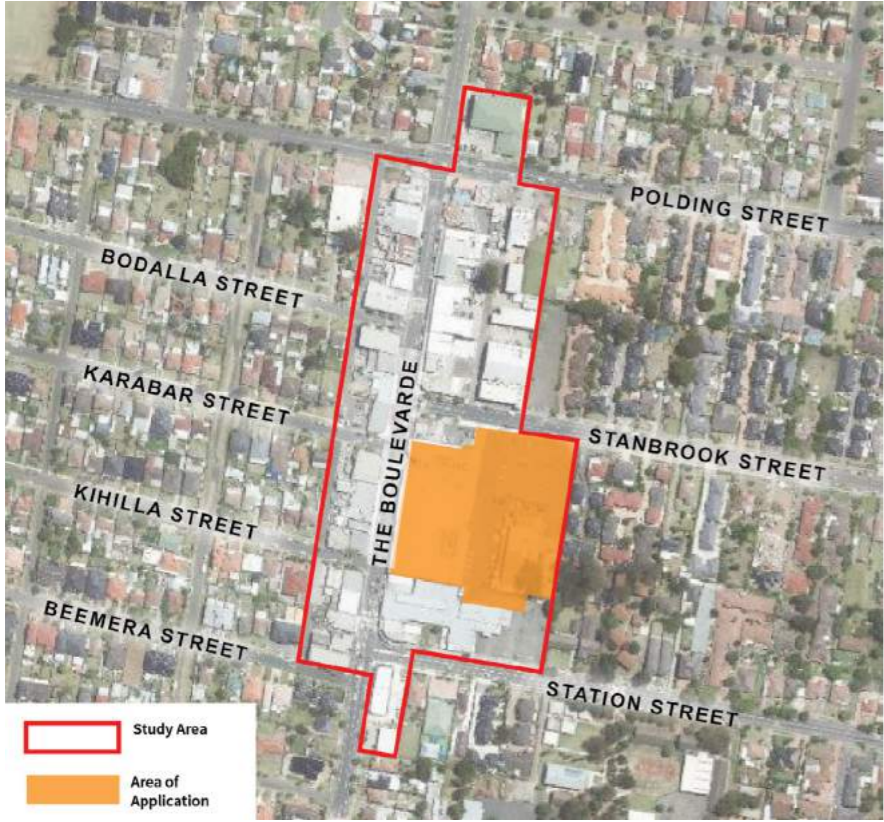 POLDING STREET
BODALLA STREET
KARABAR STREET
THE BOULEVARDE
STANBROOK STREET
KIHILLA STREET
BEEMERA STREET
STATION STREET
Study Area
Area of
Application